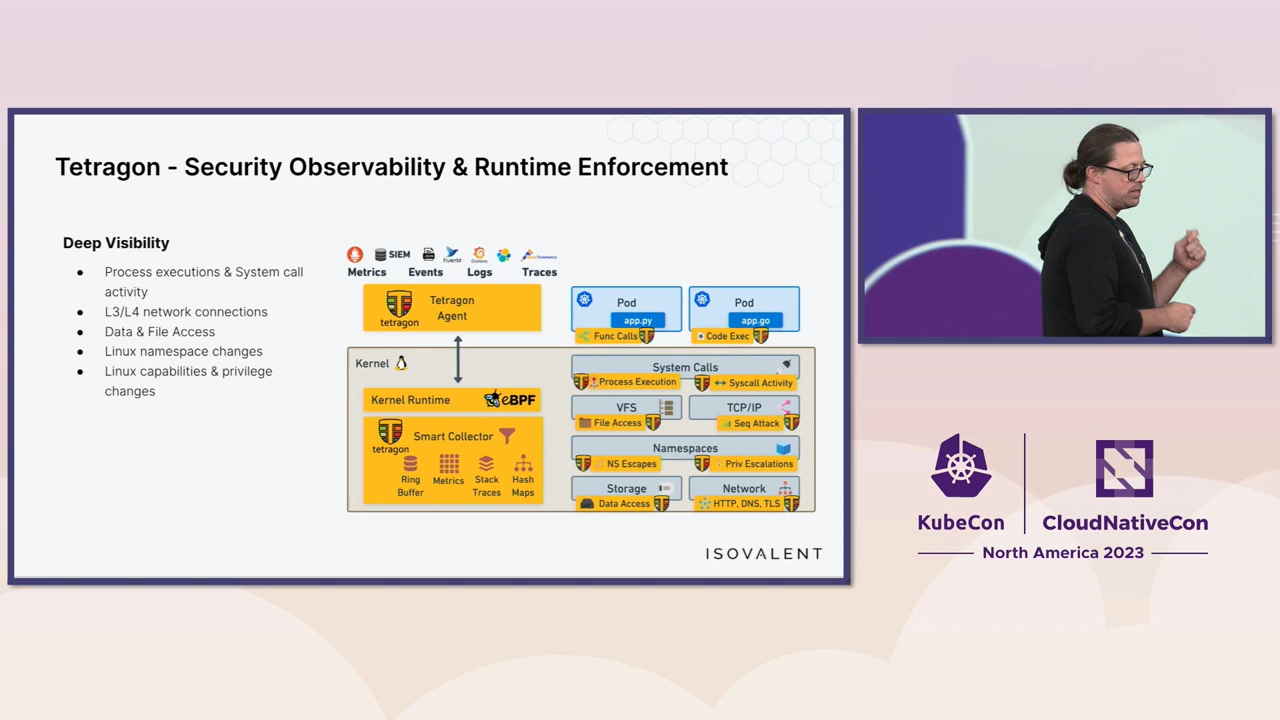 Tetragon - Security Observability & Runtime Enforcement
Deep Visibility
● Process executions & System call
activity
● L3/L4 network connections
● Data & File Access
● Linux namespace changes
● Linux capabilities & privilege
changes
SIEM
fluentd
Grafana
Metrics Events Logs Traces
Tetragon
Agent
tetragon
Pod
app.py
Func Calls
Pod
app.go
Code Exec
Kernel
Kernel Runtime
eBPF
tetragon
Smart Collector
Ring
Buffer
Metrics
Stack
Traces
Hash
Maps
System Calls
Process Execution
Syscall Activity
VFS
File Access
TCP/IP
Seq Attack
Namespaces
NS Escapes
Priv Escalations
Storage
Data Access
Network
HTTP, DNS, TLS
ISOVALENT
KubeCon
CloudNativeCon
North America 2023